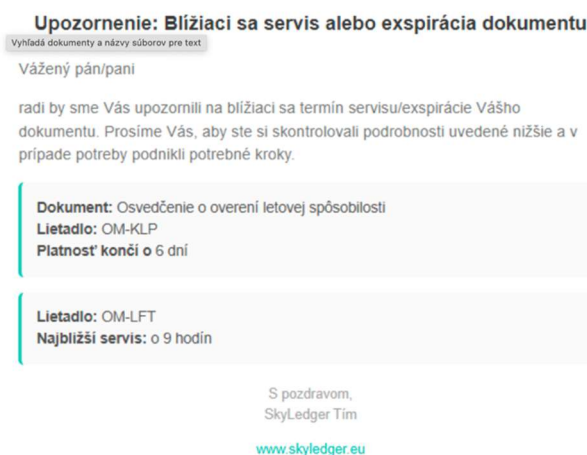 Upozornenie: Blížiaci sa servis alebo exspirácia dokumentu
Vyhľadá dokumenty a názvy súborov pre text
Vážený pán/pani
radi by sme Vás upozornili na blížiaci sa termín servisu/exspirácie Vášho
dokumentu. Prosíme Vás, aby ste si skontrolovali podrobnosti uvedené nižšie a v
prípade potreby podnikli potrebné kroky.
Dokument: Osvedčenie o overení letovej spôsobilosti
Lietadlo: OM-KLP
Platnosť končí o 6 dní
Lietadlo: OM-LFT
Najbližší servis: o 9 hodín
S pozdravom,
SkyLedger Tím
www.skyledger.eu